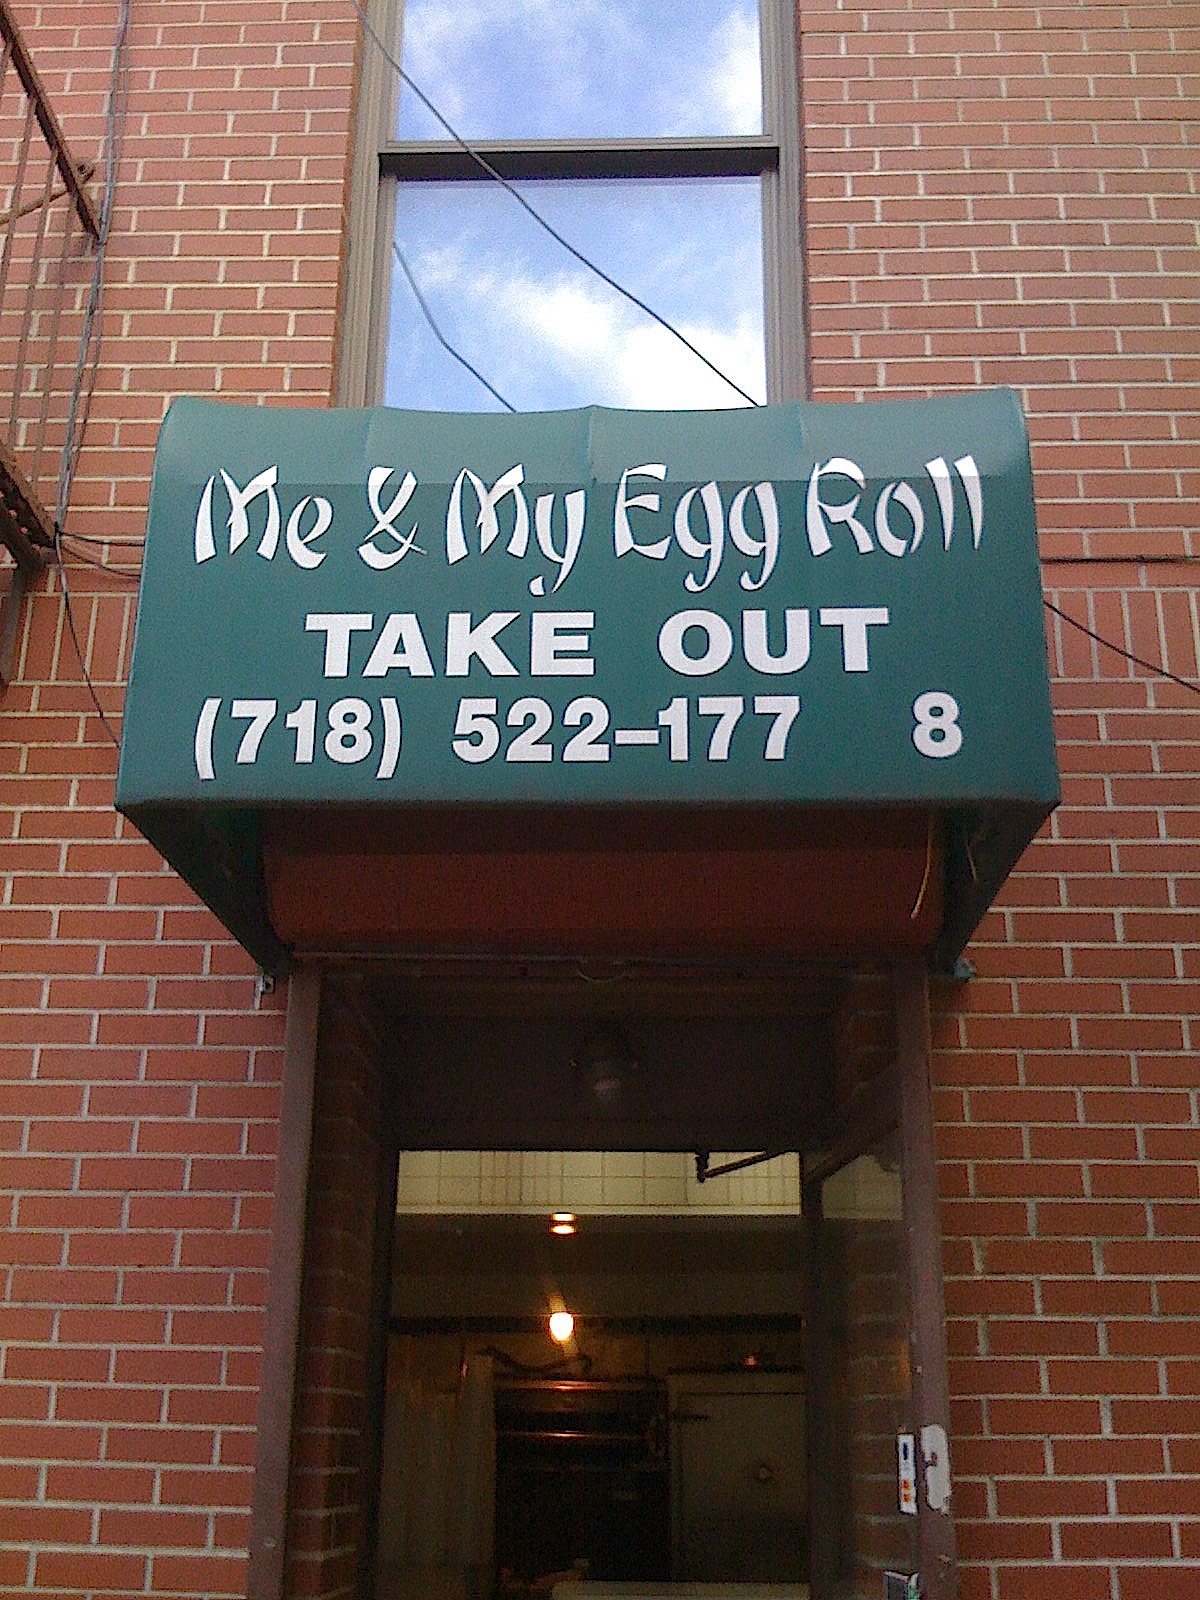 Me & My Egg Roll
TAKE OUT
(718) 522-177 8